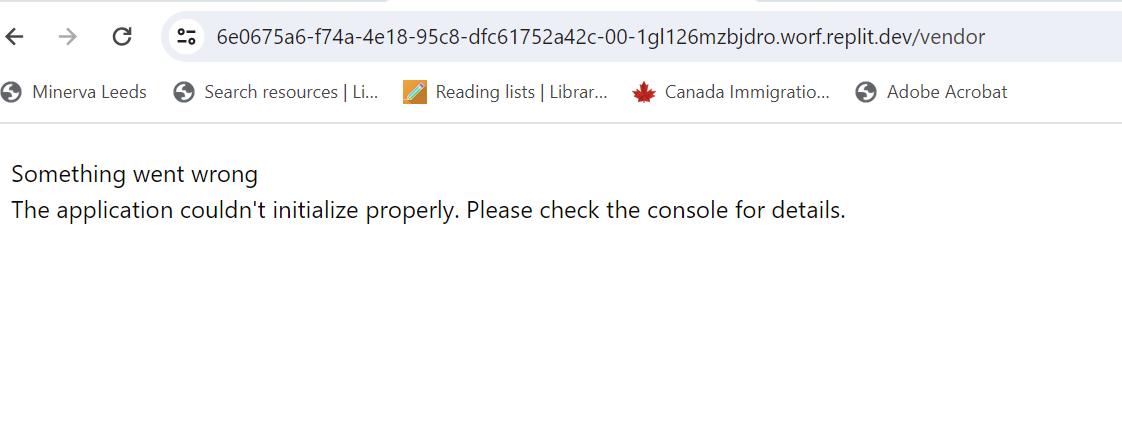 6e0675a6-f74a-4e18-95c8-dfc61752a42c-00-1gl126mzbjdro.worf.replit.dev/vendor
Minerva Leeds Search resources | Li... Reading lists | Librar... Canada Immigratio... Adobe Acrobat
Something went wrong
The application couldn't initialize properly. Please check the console for details.